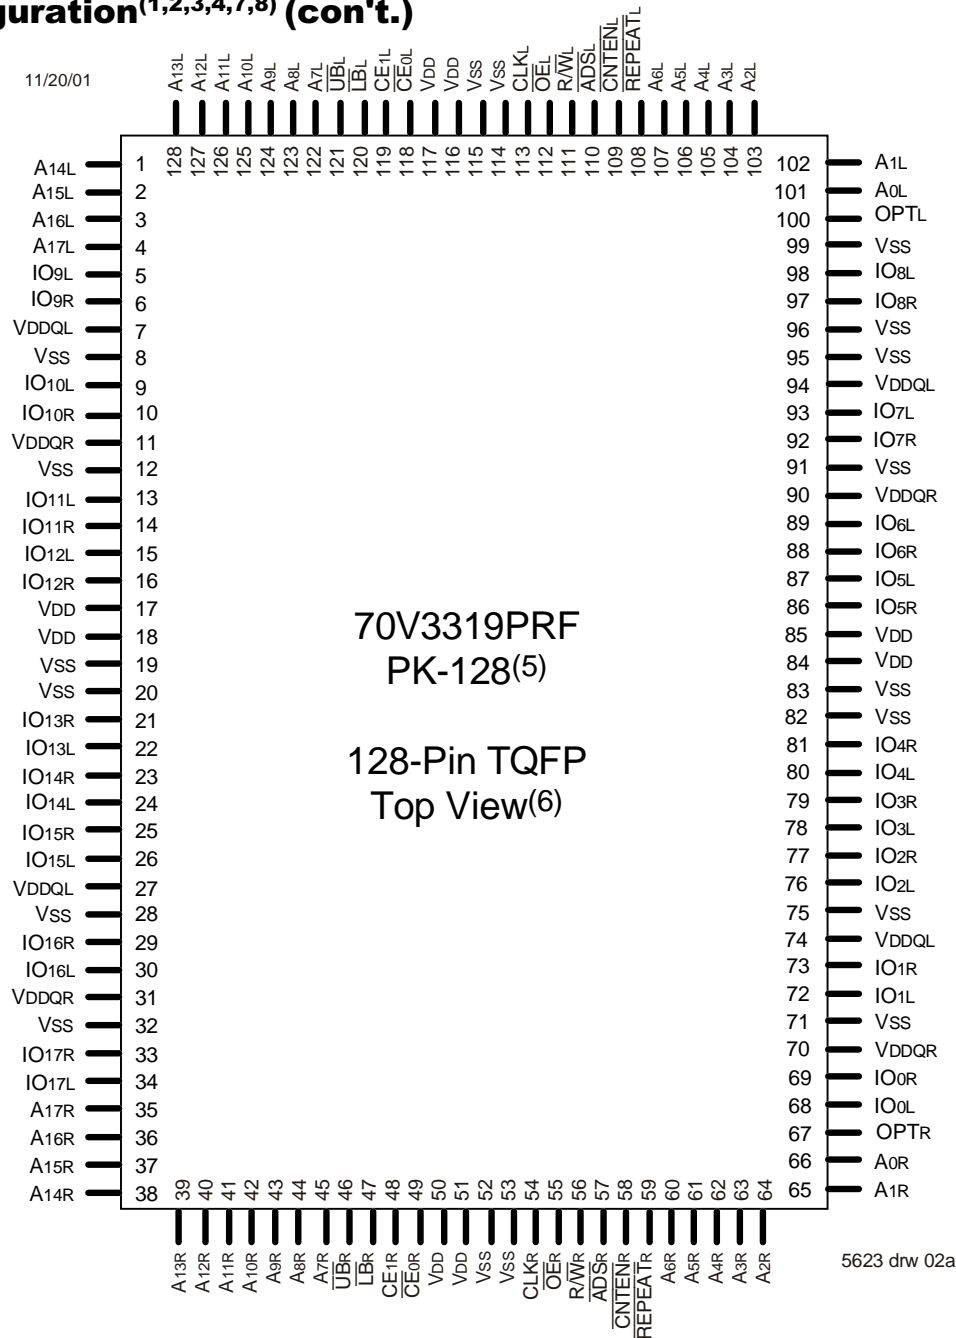 guration(1,2,3,4,7,8) (con't.)
11/20/01
A13L A12L A11L A10L A9L A8L A7L UBL LBL CE1L CE0L VDD VDD VSS VSS CLKL OEL R/WL ADSL CNTENL REPEATL A6L A5L A4L A3L A2L
128 127 126 125 124 123 122 121 120 119 118 117 116 115 114 113 112 111 110 109 108 107 106 105 104 103
A14L 1 102 A1L
A15L 2 101 A0L
A16L 3 100 OPTL
A17L 4 99 VSS
IO9L 5 98 IO8L
IO9R 6 97 IO8R
VDDQL 7 96 VSS
VSS 8 95 VSS
IO10L 9 94 VDDQL
IO10R 10 93 IO7L
VDDQR 11 92 IO7R
VSS 12 91 VSS
IO11L 13 90 VDDQR
IO11R 14 89 IO6L
IO12L 15 88 IO6R
IO12R 16 87 IO5L
VDD 17 86 IO5R
VDD 18 85 VDD
VSS 19 84 VDD
VSS 20 83 VSS
IO13R 21 82 VSS
IO13L 22 81 IO4R
IO14R 23 80 IO4L
IO14L 24 79 IO3R
IO15R 25 78 IO3L
IO15L 26 77 IO2R
VDDQL 27 76 IO2L
VSS 28 75 VSS
IO16R 29 74 VDDQL
IO16L 30 73 IO1R
VDDQR 31 72 IO1L
VSS 32 71 VSS
IO17R 33 70 VDDQR
IO17L 34 69 IO0R
A17R 35 68 IO0L
A16R 36 67 OPTR
A15R 37 66 A0R
A14R 38 65 A1R
70V3319PRF
PK-128(5)
128-Pin TQFP
Top View(6)
39 40 41 42 43 44 45 46 47 48 49 50 51 52 53 54 55 56 57 58 59 60 61 62 63 64
A13R A12R A11R A10R A9R A8R A7R UBR LBR CE1R CE0R VDD VDD VSS VSS CLKR OER R/WR ADSR CNTENR REPEATR A6R A5R A4R A3R A2R
5623 drw 02a